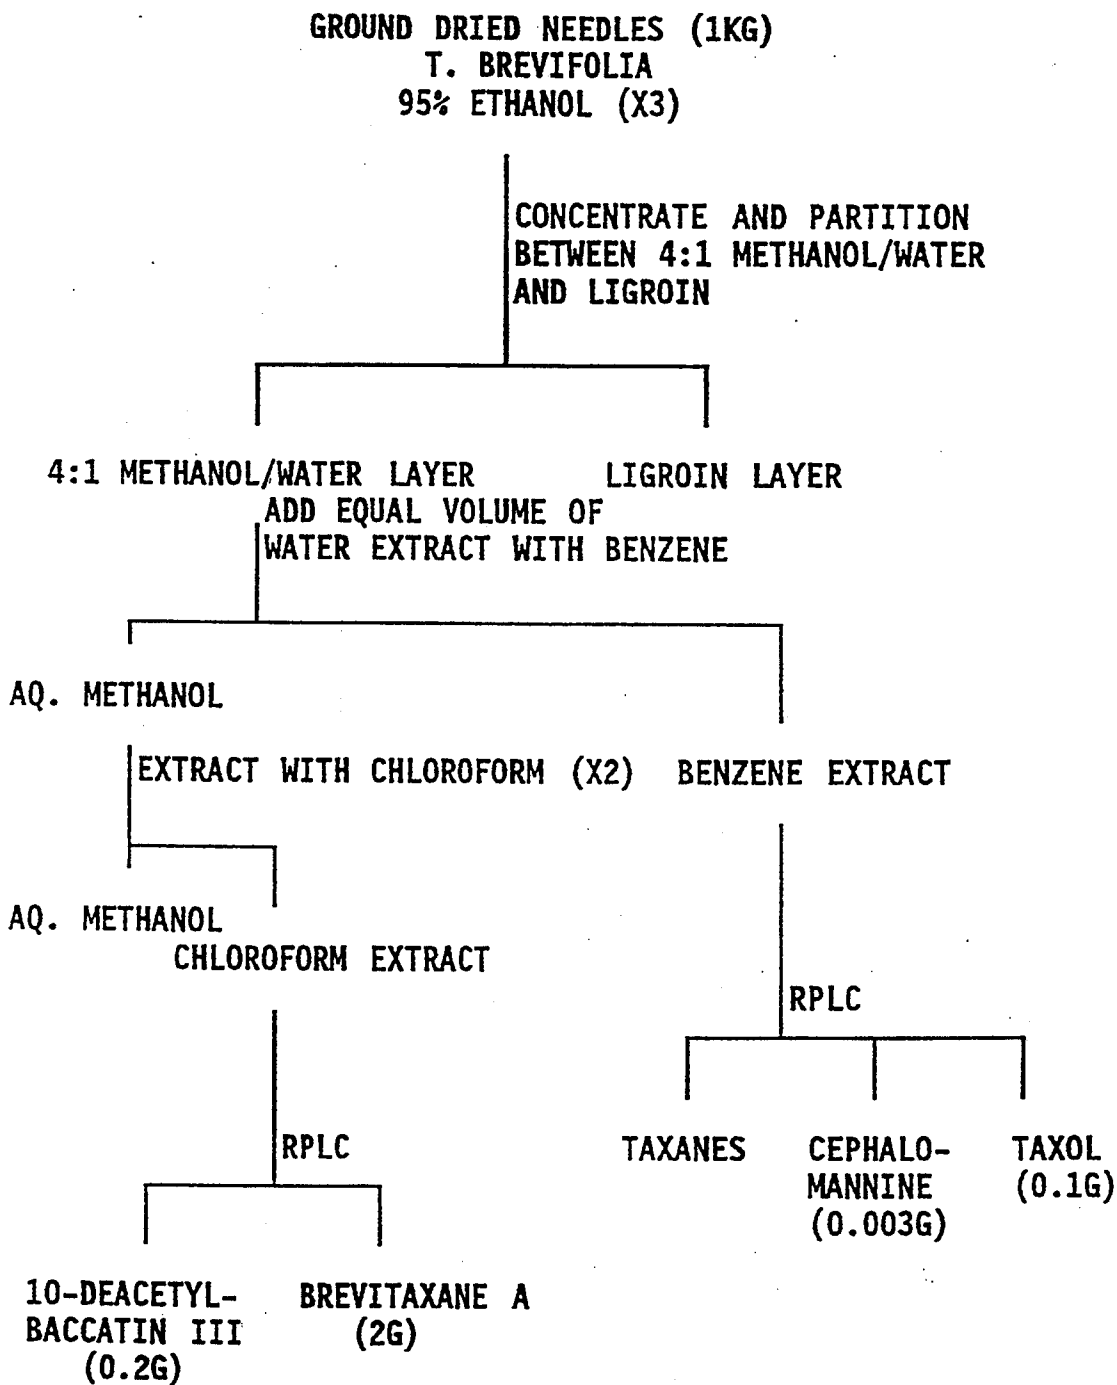 GROUND DRIED NEEDLES (1KG)
T. BREVIFOLIA
95% ETHANOL (X3)
CONCENTRATE AND PARTITION
BETWEEN 4:1 METHANOL/WATER
AND LIGROIN
4:1 METHANOL/WATER LAYER
LIGROIN LAYER
ADD EQUAL VOLUME OF
WATER EXTRACT WITH BENZENE
AQ. METHANOL
EXTRACT WITH CHLOROFORM (X2)
BENZENE EXTRACT
AQ. METHANOL
CHLOROFORM EXTRACT
RPLC
RPLC
TAXANES
CEPHALO-
MANNINE
(0.003G)
TAXOL
(0.1G)
10-DEACETYL-
BACCATIN III
(0.2G)
BREVITAXANE A
(2G)